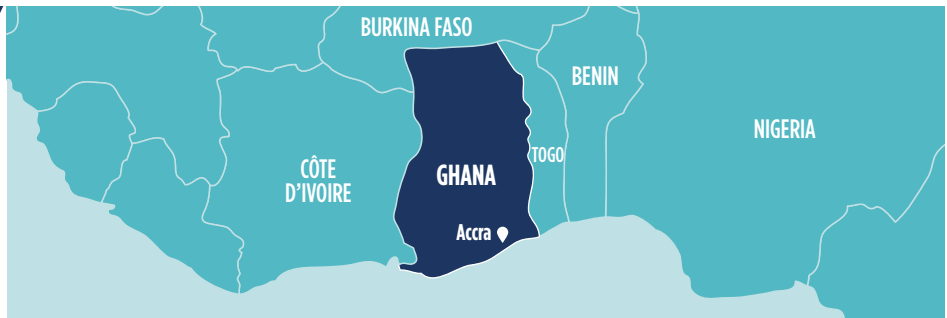 BURKINA FASO
BENIN
NIGERIA
TOGO
CÔTE
D'IVOIRE
GHANA
Accra